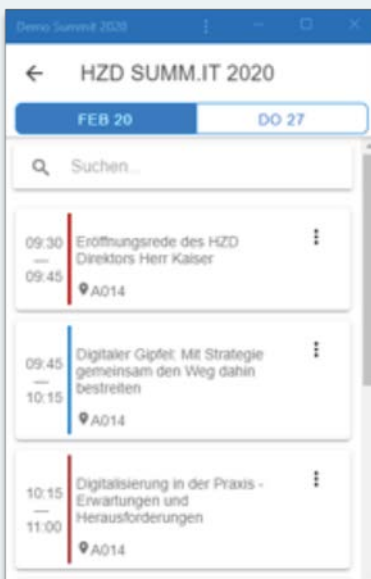 Demo Summit 2020
HZD SUMM.IT 2020
FEB 20
DO 27
Suchen...
09:30
—
09:45
Eröffnungsrede des HZD
Direktors Herr Kaiser
A014
09:45
—
10:15
Digitaler Gipfel: Mit Strategie
gemeinsam den Weg dahin
bestreiten
A014
10:15
—
11:00
Digitalisierung in der Praxis -
Erwartungen und
Herausforderungen
A014